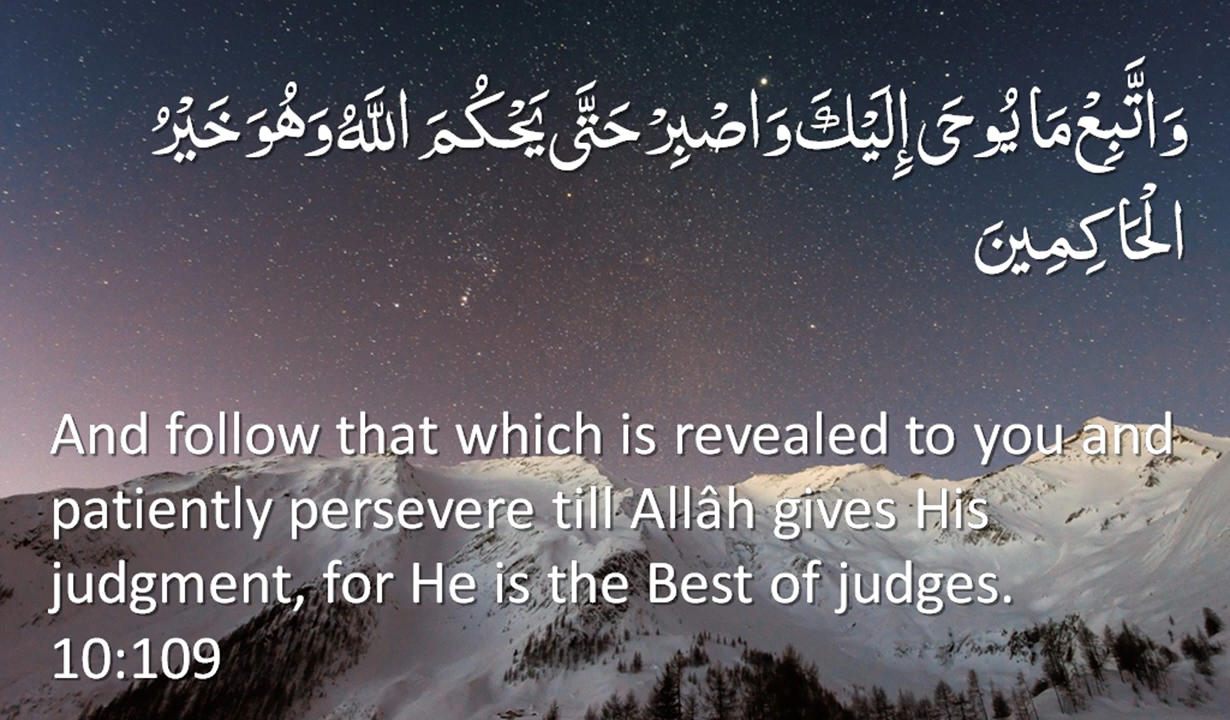 وَاتَّبِعْ مَا يُوحَى إِلَيْكَ وَاصْبِرْ حَتَّى يَحْكُمَ اللَّهُ وَهُوَ خَيْرُ
الْحَاكِمِينَ
And follow that which is revealed to you and
patiently persevere till Allâh gives His
judgment, for He is the Best of judges.
10:109